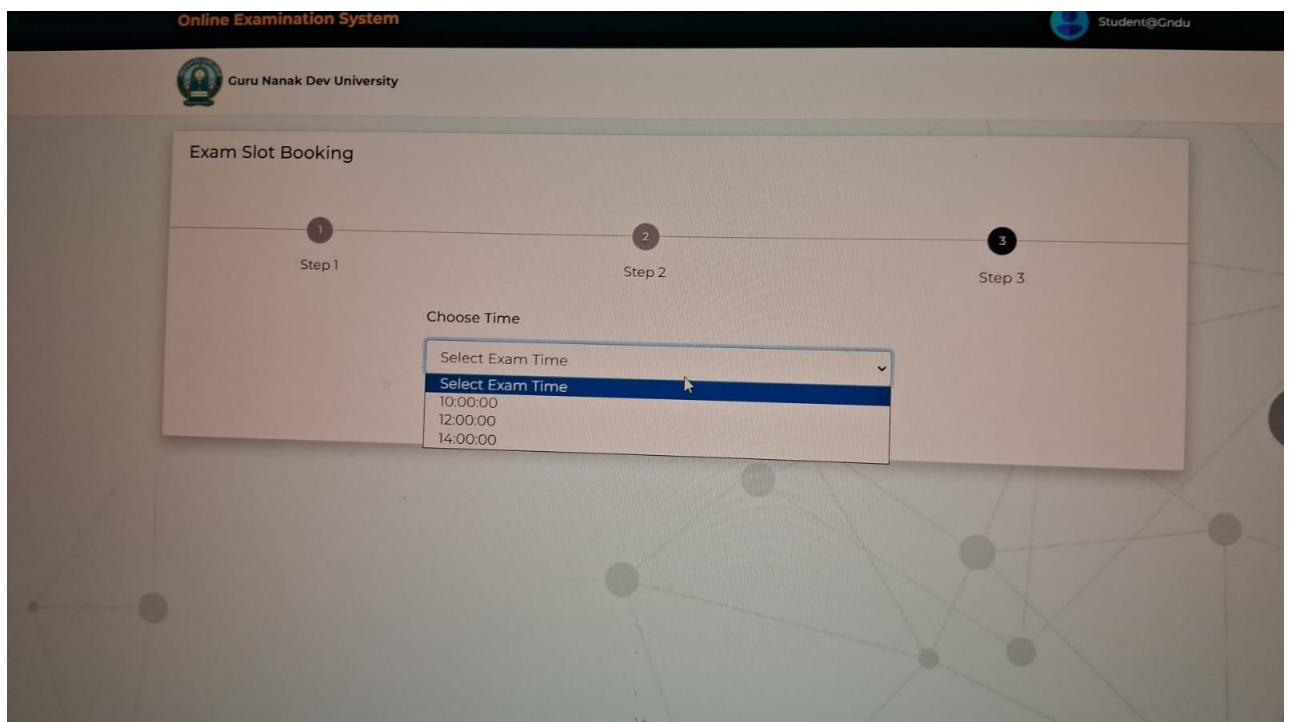 Online Examination System
Student@Gndu
Guru Nanak Dev University
Exam Slot Booking
1
2
3
Step 1
Step 2
Step 3
Choose Time
Select Exam Time
Select Exam Time
10:00:00
12:00:00
14:00:00